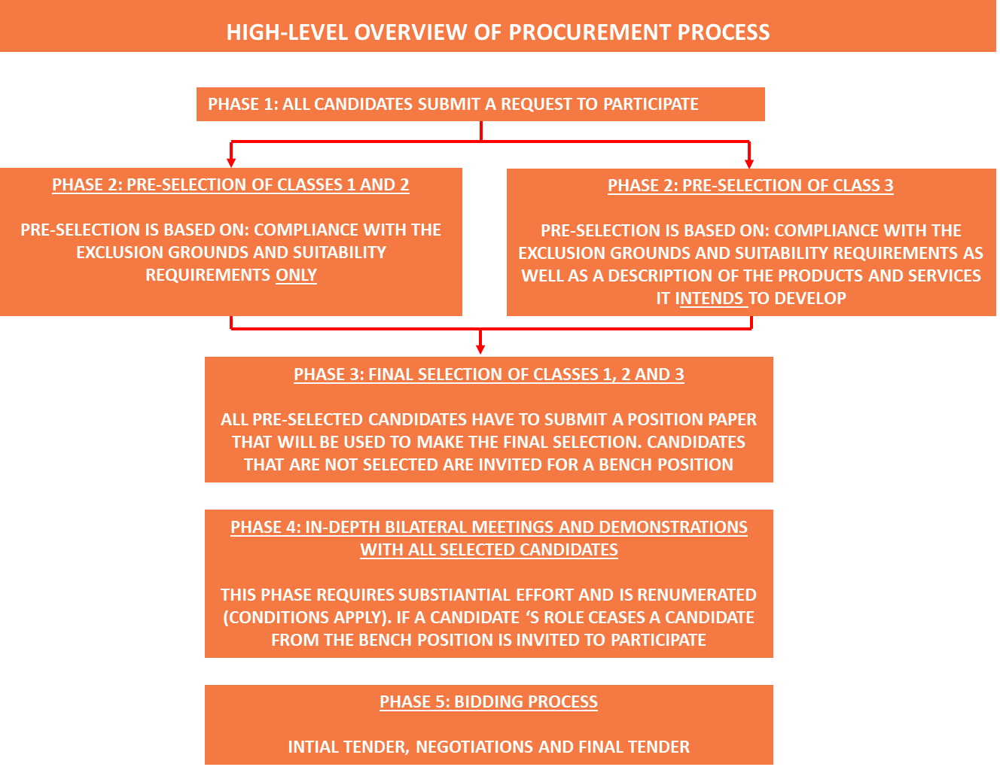 HIGH-LEVEL OVERVIEW OF PROCUREMENT PROCESS
PHASE 1: ALL CANDIDATES SUBMIT A REQUEST TO PARTICIPATE
PHASE 2: PRE-SELECTION OF CLASSES 1 AND 2
PRE-SELECTION IS BASED ON: COMPLIANCE WITH THE
EXCLUSION GROUNDS AND SUITABILITY
REQUIREMENTS ONLY
PHASE 2: PRE-SELECTION OF CLASS 3
PRE-SELECTION IS BASED ON: COMPLIANCE WITH THE
EXCLUSION GROUNDS AND SUITABILITY REQUIREMENTS AS
WELL AS A DESCRIPTION OF THE PRODUCTS AND SERVICES
IT INTENDS TO DEVELOP
PHASE 3: FINAL SELECTION OF CLASSES 1, 2 AND 3
ALL PRE-SELECTED CANDIDATES HAVE TO SUBMIT A POSITION PAPER
THAT WILL BE USED TO MAKE THE FINAL SELECTION. CANDIDATES
THAT ARE NOT SELECTED ARE INVITED FOR A BENCH POSITION
PHASE 4: IN-DEPTH BILATERAL MEETINGS AND DEMONSTRATIONS
WITH ALL SELECTED CANDIDATES
THIS PHASE REQUIRES SUBSTIANTIAL EFFORT AND IS RENUMERATED
(CONDITIONS APPLY). IF A CANDIDATE ‘S ROLE CEASES A CANDIDATE
FROM THE BENCH POSITION IS INVITED TO PARTICIPATE
PHASE 5: BIDDING PROCESS
INTIAL TENDER, NEGOTIATIONS AND FINAL TENDER